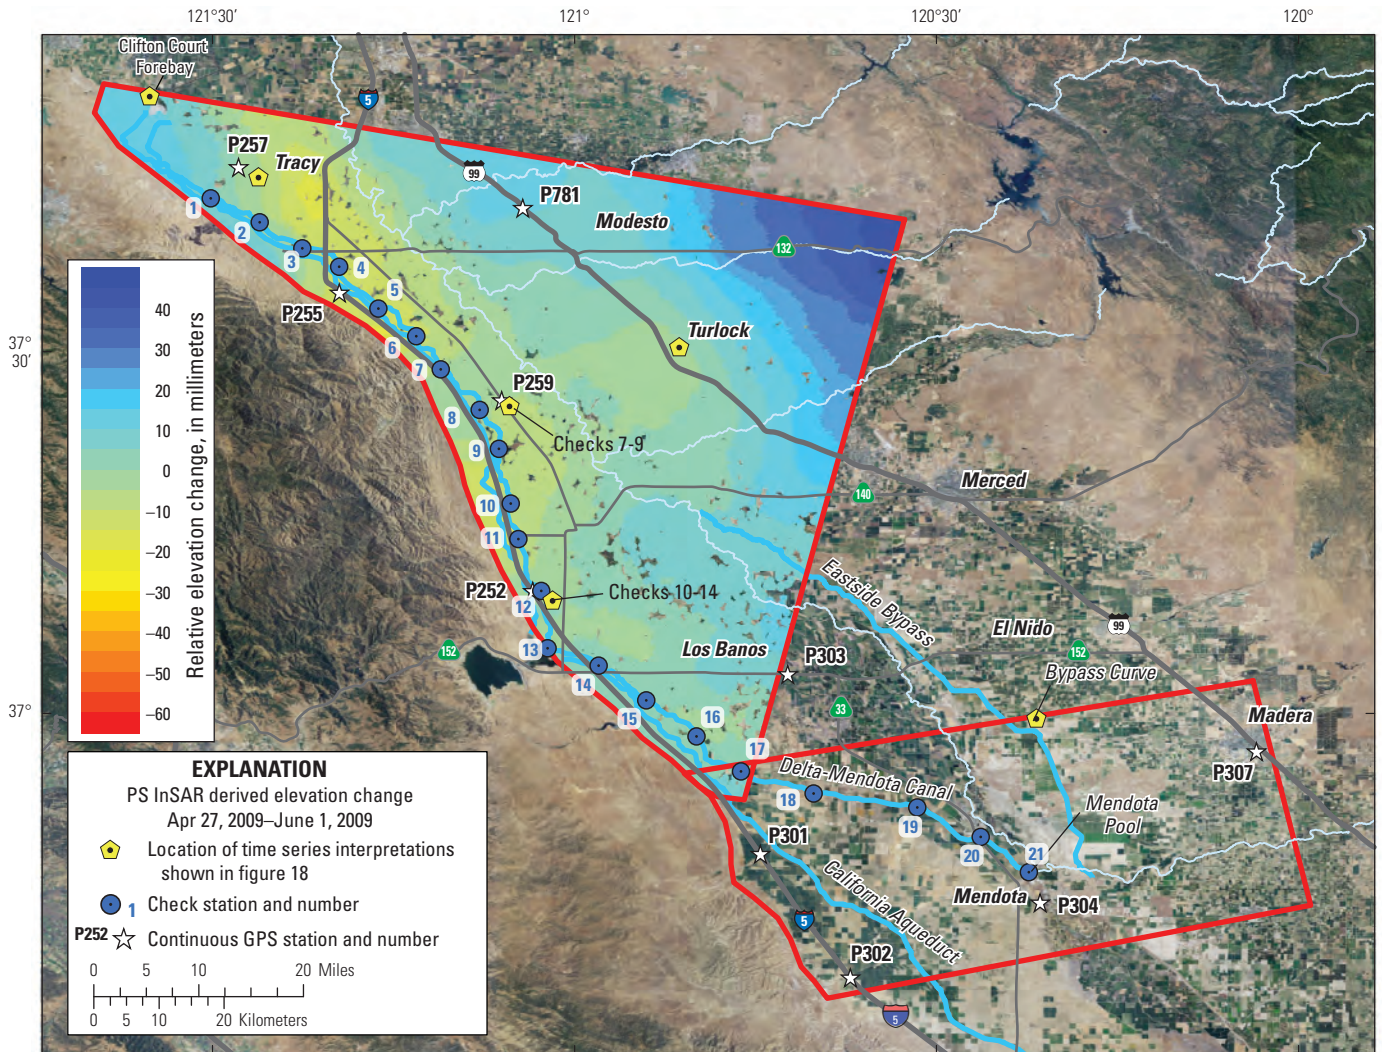 121°30'
121°
120°30'
120°
Clifton Court
Forebay
5
P257
Tracy
99
P781
Modesto
1
2
132
3
4
5
P255
37°
30'
6
Turlock
7
P259
8
Checks 7-9
9
Merced
140
10
11
Eastside Bypass
P252
Checks 10-14
12
El Nido
99
13
152
Los Banos
P303
152
Bypass Curve
14
33
37°
15
16
Madera
17
Delta-Mendota Canal
P307
18
Mendota
Pool
19
20
21
P301
California Aqueduct
Mendota
P304
5
P302
5
Relative elevation change, in millimeters
40
30
20
10
0
–10
–20
–30
–40
–50
–60
EXPLANATION
PS InSAR derived elevation change
Apr 27, 2009–June 1, 2009
Location of time series interpretations
shown in figure 18
1 Check station and number
P252 Continuous GPS station and number
0 5 10 20 Miles
0 5 10 20 Kilometers